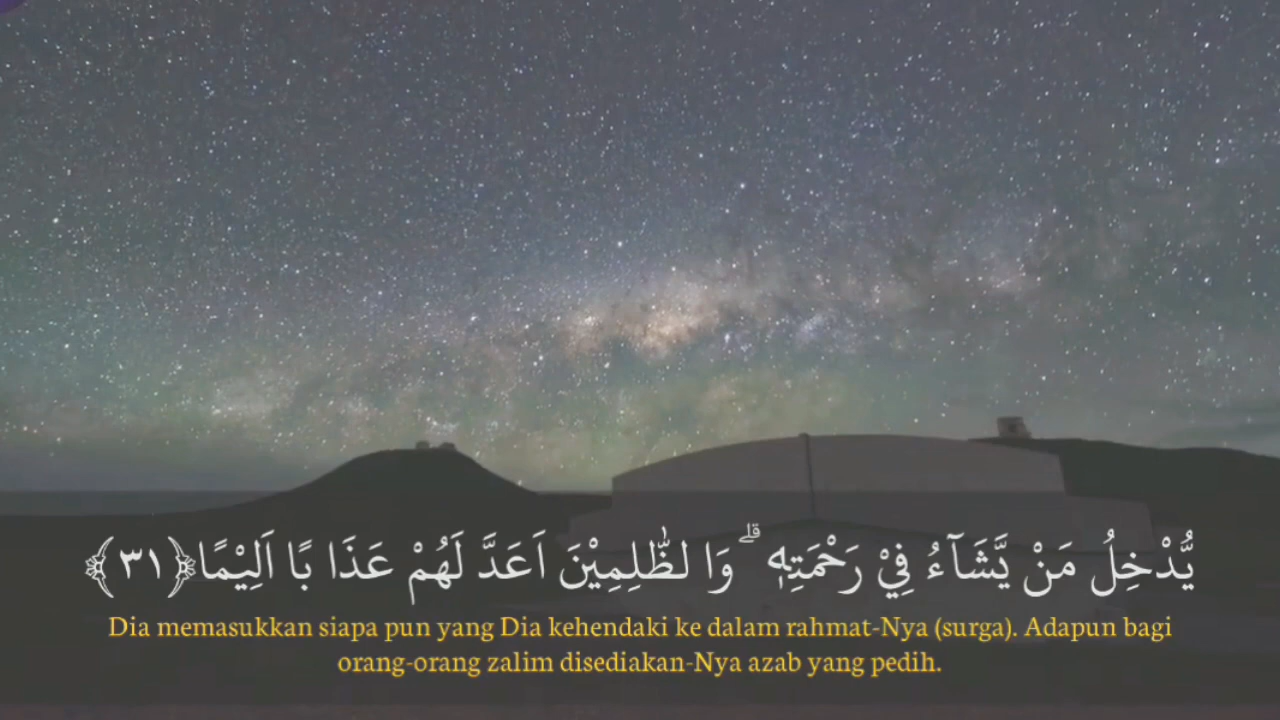 يُّدْخِلُ مَنْ يَّشَآءُ فِيْ رَحْمَتِهٖ ۗ وَا لظّٰلِمِيْنَ اَعَدَّ لَهُمْ عَذَا بًا اَلِيْمًا﴿٣١﴾
Dia memasukkan siapa pun yang Dia kehendaki ke dalam rahmat-Nya (surga). Adapun bagi
orang-orang zalim disediakan-Nya azab yang pedih.